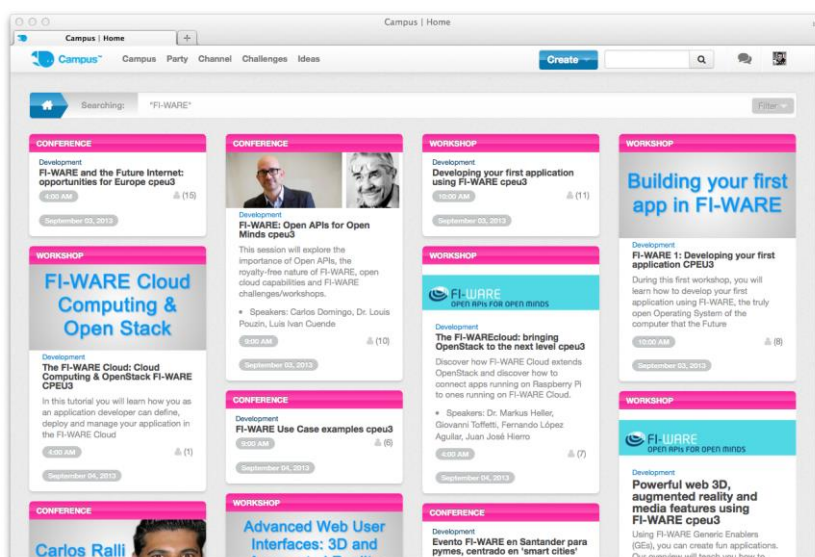 Campus | Home
Campus | Home
Campus
Campus Party Channel Challenges Ideas
Create
Searching: "FI-WARE"
Filter
CONFERENCE
Development
FI-WARE and the Future Internet:
opportunities for Europe cpeu3
4:00 AM (15)
September 03, 2013
WORKSHOP
FI-WARE Cloud
Computing &
Open Stack
Development
The FI-WARE Cloud: Cloud
Computing & OpenStack FI-WARE
CPEU3
In this tutorial you will learn how you as
an application developer can define,
deploy and manage your application in
the FI-WARE Cloud
4:00 AM (1)
September 04, 2013
CONFERENCE
Carlos Ralli
CONFERENCE
Development
FI-WARE: Open APIs for Open
Minds cpeu3
This session will explore the
importance of Open APIs, the
royalty-free nature of FI-WARE, open
cloud capabilities and FI-WARE
challenges/workshops.
• Speakers: Carlos Domingo, Dr. Louis
Pouzin, Luis Ivan Cuende
9:00 AM (10)
September 03, 2013
CONFERENCE
Development
FI-WARE Use Case examples cpeu3
9:00 AM (6)
September 04, 2013
WORKSHOP
Advanced Web User
Interfaces: 3D and
WORKSHOP
Development
Developing your first application
using FI-WARE cpeu3
10:00 AM (11)
September 03, 2013
WORKSHOP
FI-WARE
OPEN APIs FOR OPEN MINDS
Development
The FI-WAREcloud: bringing
OpenStack to the next level cpeu3
Discover how FI-WARE Cloud extends
OpenStack and discover how to
connect apps running on Raspberry Pi
to ones running on FI-WARE Cloud.
• Speakers: Dr. Markus Heller,
Giovanni Toffetti, Fernando López
Aguilar, Juan José Hierro
4:00 AM (7)
September 04, 2013
CONFERENCE
Development
Evento FI-WARE en Santander para
pymes, centrado en 'smart cities'
WORKSHOP
Building your first
app in FI-WARE
Development
FI-WARE 1: Developing your first
application CPEU3
During this first workshop, you will
learn how to develop your first
application using FI-WARE, the truly
open Operating System of the
computer that the Future
10:00 AM (8)
September 03, 2013
WORKSHOP
FI-WARE
OPEN APIs FOR OPEN MINDS
Development
Powerful web 3D,
augmented reality and
media features using
FI-WARE cpeu3
Using FI-WARE Generic Enablers
(GEs), you can create fun applications.
Our overview will teach you how to